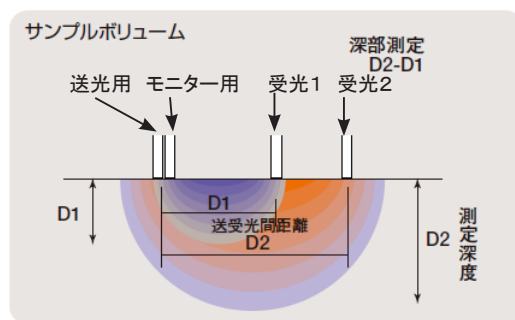 サンプルボリューム
深部測定
D2-D1
送光用 モニター用 受光1 受光2
D1
D1
送受光間距離
D2
D2
測定深度